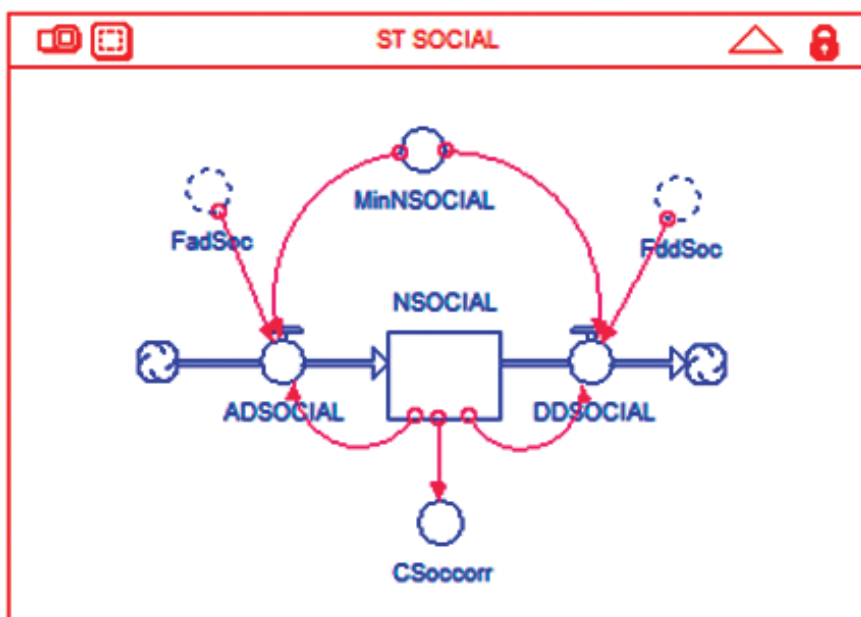 ST SOCIAL
MinNSOCIAL
FadSoc
FddSoc
NSOCIAL
ADSOCIAL
DDSOCIAL
CSoccorr